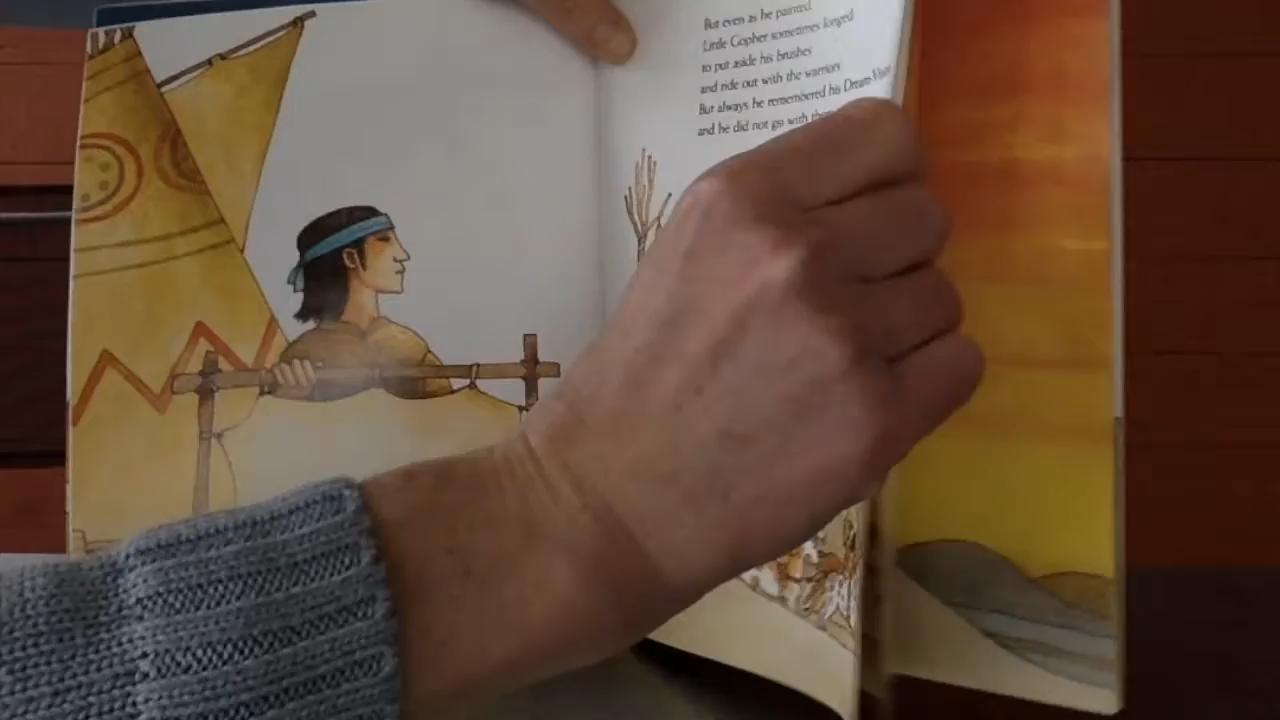 But even as he painted,
Little Gopher sometimes longed
to put aside his brushes
and ride out with the warriors
But always he remembered his Dream-Vision
and he did not go with them